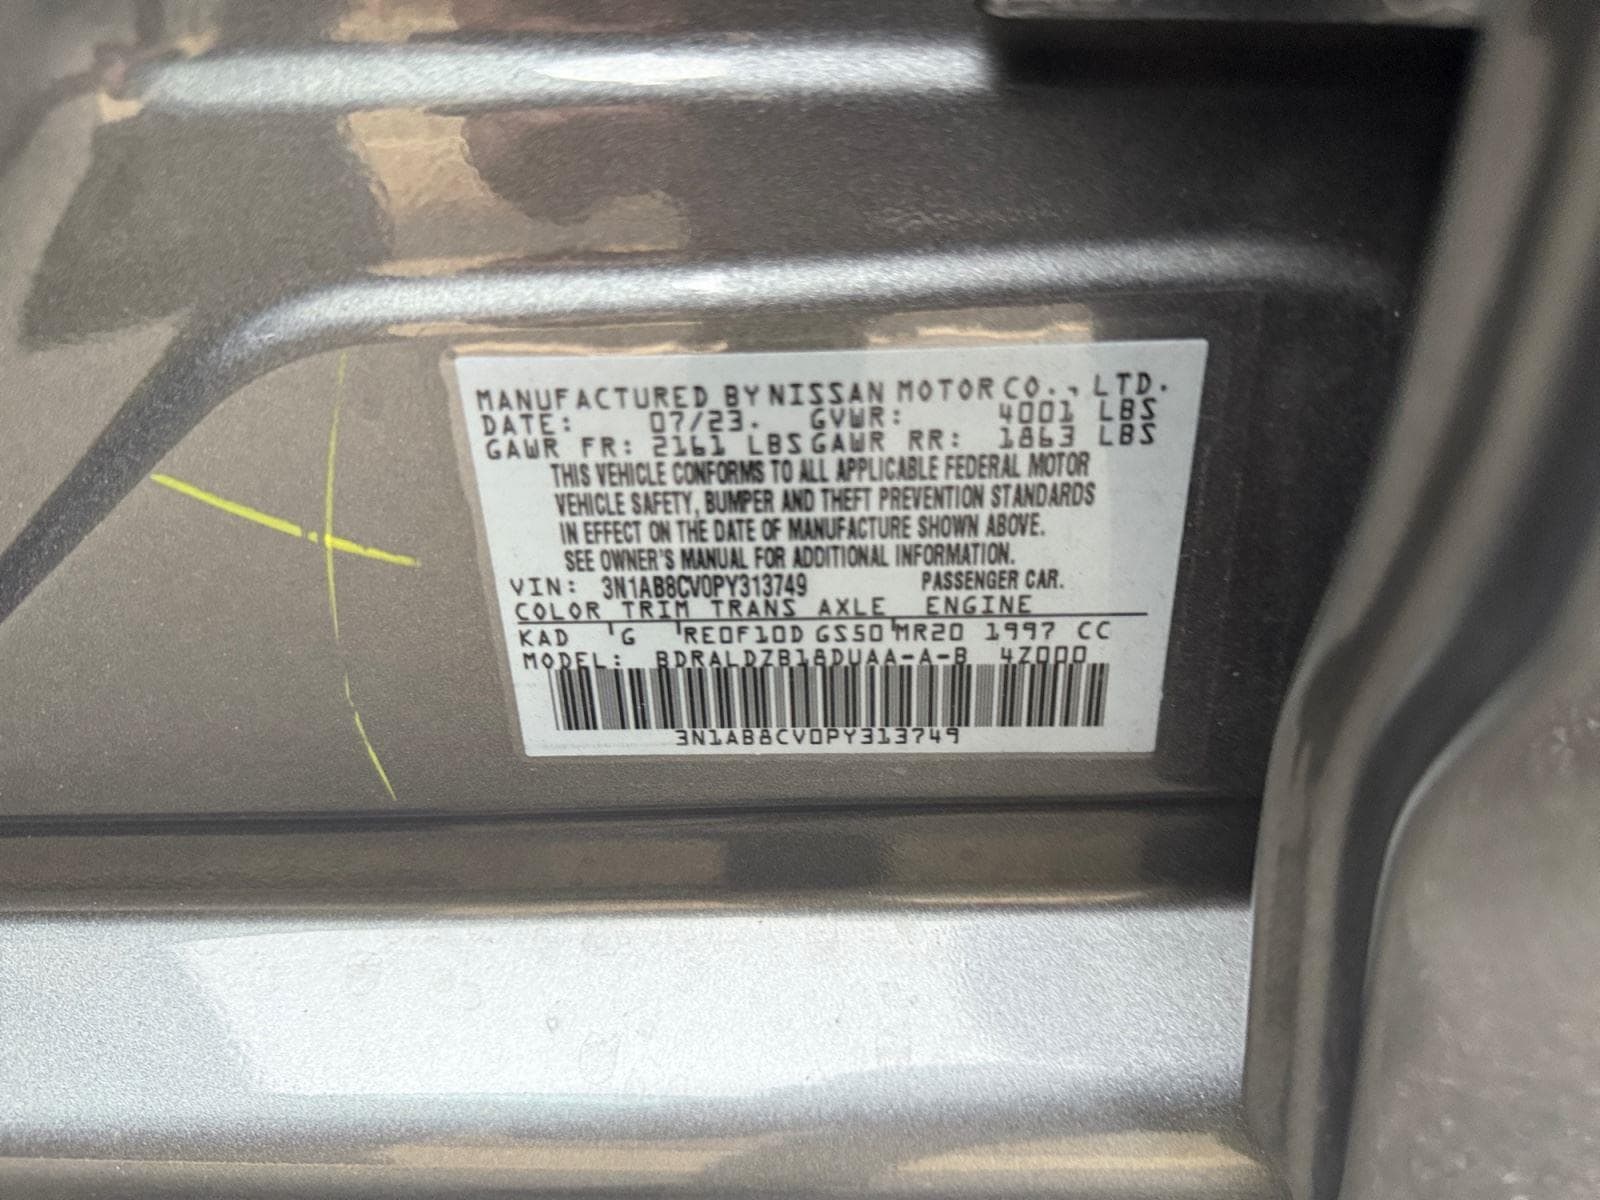 MANUFACTURED BY NISSAN MOTOR CO., LTD.
DATE: 07/23. GVWR: 4001 LBS
GAWR FR: 2161 LBS GAWR RR: 1863 LBS
THIS VEHICLE CONFORMS TO ALL APPLICABLE FEDERAL MOTOR
VEHICLE SAFETY, BUMPER AND THEFT PREVENTION STANDARDS
IN EFFECT ON THE DATE OF MANUFACTURE SHOWN ABOVE.
SEE OWNER'S MANUAL FOR ADDITIONAL INFORMATION.
VIN: 3N1AB8CV0PY313749 PASSENGER CAR.
COLOR TRIM TRANS AXLE ENGINE
KAD G RE0F10D GS50 MR20 1997 CC
MODEL: BDRALDZB18DUAA-A-B 4Z000
3N1AB8CV0PY313749